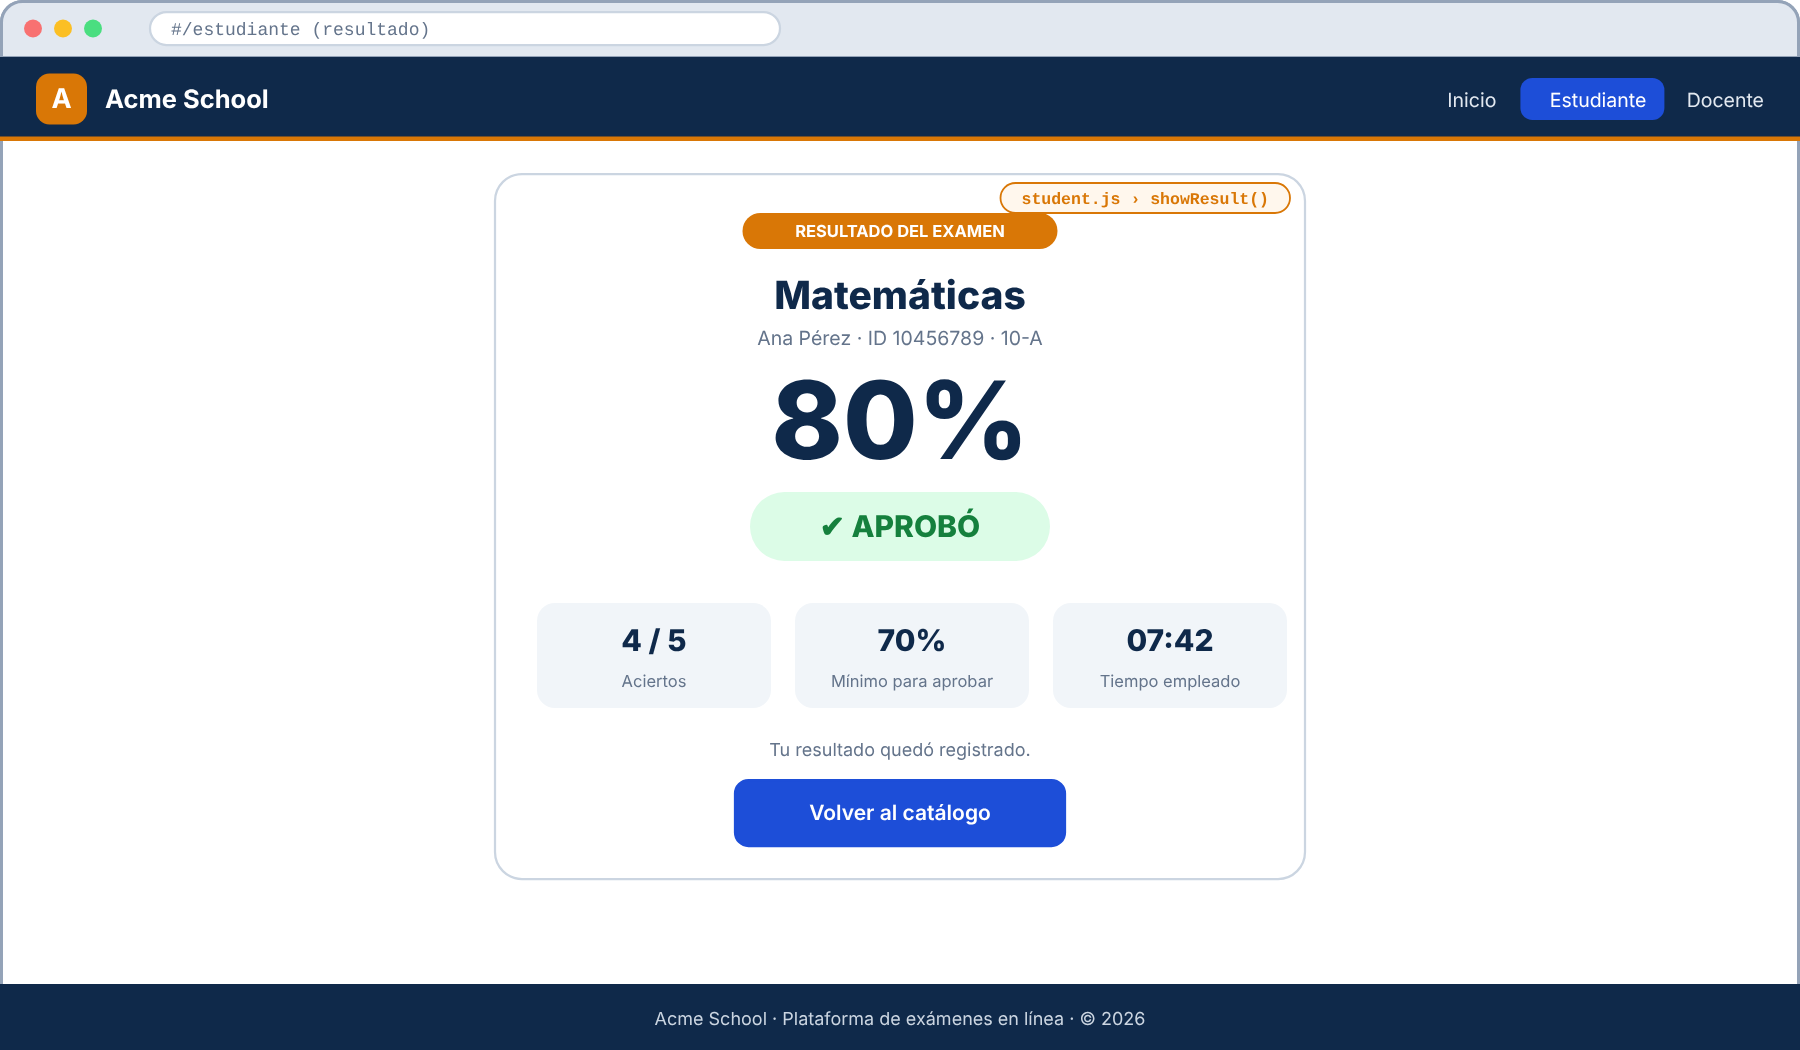 #/estudiante (resultado)
A Acme School
Inicio Estudiante Docente
student.js › showResult()
RESULTADO DEL EXAMEN
Matemáticas
Ana Pérez · ID 10456789 · 10-A
80%
✔ APROBÓ
4 / 5
Aciertos
70%
Mínimo para aprobar
07:42
Tiempo empleado
Tu resultado quedó registrado.
Volver al catálogo
Acme School · Plataforma de exámenes en línea · © 2026